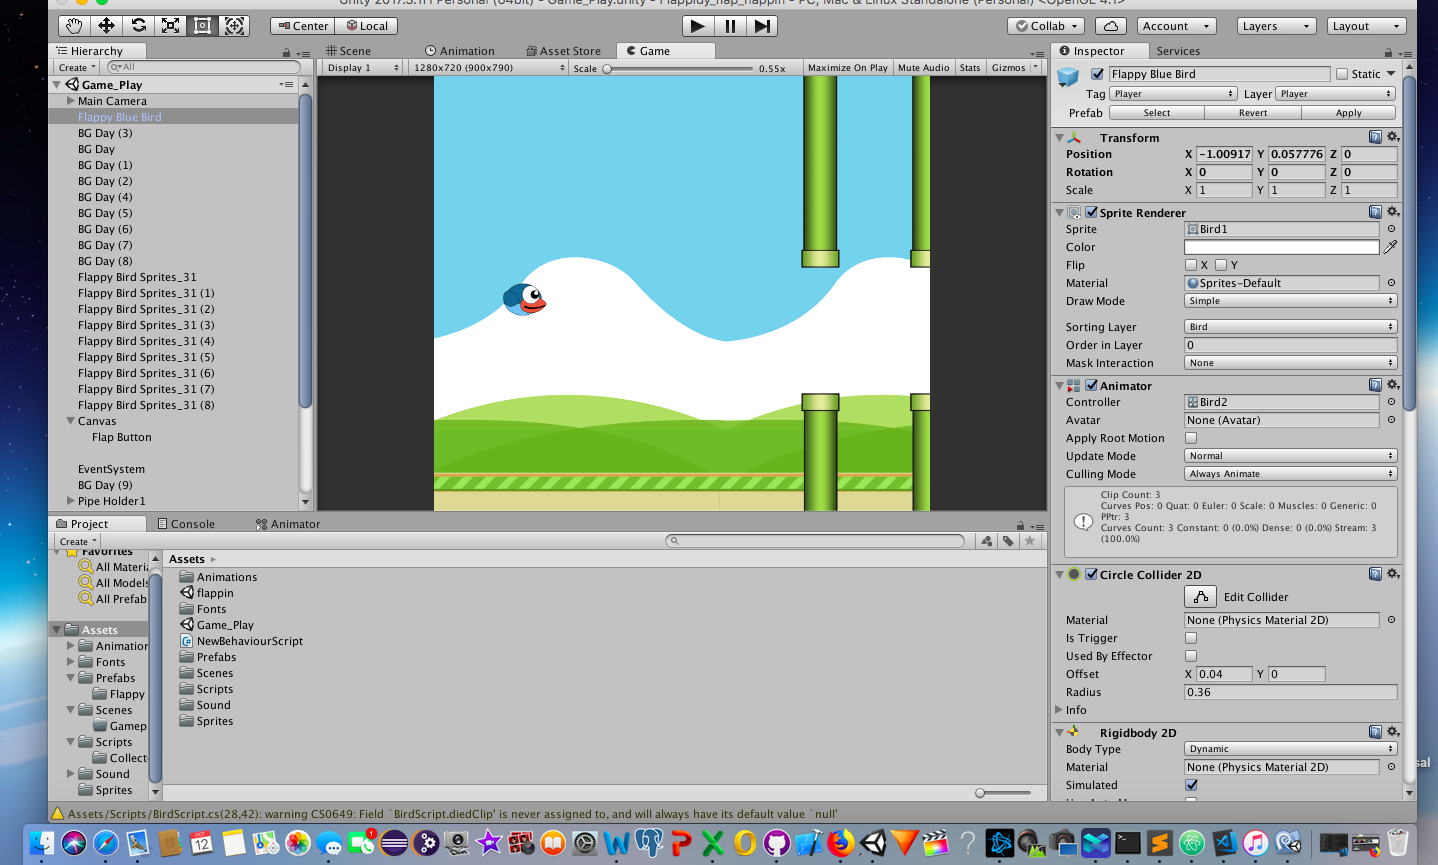 Unity 2017.3.1f1 Personal (64bit) - Game_Play.unity - Flappidy_flap_flappin - PC, Mac & Linux Standalone (Personal) <OpenGL 4.1>
Center Local Collab Account Layers Layout
Hierarchy
Create All
Game_Play
Main Camera
Flappy Blue Bird
BG Day (3)
BG Day
BG Day (1)
BG Day (2)
BG Day (4)
BG Day (5)
BG Day (6)
BG Day (7)
BG Day (8)
Flappy Bird Sprites_31
Flappy Bird Sprites_31 (1)
Flappy Bird Sprites_31 (2)
Flappy Bird Sprites_31 (3)
Flappy Bird Sprites_31 (4)
Flappy Bird Sprites_31 (5)
Flappy Bird Sprites_31 (6)
Flappy Bird Sprites_31 (7)
Flappy Bird Sprites_31 (8)
Canvas
Flap Button
EventSystem
BG Day (9)
Pipe Holder1
Scene Animation Asset Store Game
Display 1 1280x720 (900x790) Scale 0.55x Maximize On Play Mute Audio Stats Gizmos
Inspector Services
Flappy Blue Bird Static
Tag Player Layer Player
Prefab Select Revert Apply
Transform
Position X -1.00917 Y 0.057776 Z 0
Rotation X 0 Y 0 Z 0
Scale X 1 Y 1 Z 1
Sprite Renderer
Sprite Bird1
Color
Flip X Y
Material Sprites-Default
Draw Mode Simple
Sorting Layer Bird
Order in Layer 0
Mask Interaction None
Animator
Controller Bird2
Avatar None (Avatar)
Apply Root Motion
Update Mode Normal
Culling Mode Always Animate
Clip Count: 3
Curves Pos: 0 Quat: 0 Euler: 0 Scale: 0 Muscles: 0 Generic: 0
PPtr: 3
Curves Count: 3 Constant: 0 (0.0%) Dense: 0 (0.0%) Stream: 3
(100.0%)
Circle Collider 2D
Edit Collider
Material None (Physics Material 2D)
Is Trigger
Used By Effector
Offset X 0.04 Y 0
Radius 0.36
Info
Rigidbody 2D
Body Type Dynamic
Material None (Physics Material 2D)
Simulated
Project Console Animator
Create
Favorites
All Materia
All Models
All Prefab
Assets
Animation
Fonts
Prefabs
Flappy
Scenes
Gamep
Scripts
Collect
Sound
Sprites
Assets
Animations
flappin
Fonts
Game_Play
NewBehaviourScript
Prefabs
Scenes
Scripts
Sound
Sprites
sal
Assets/Scripts/BirdScript.cs(28,42): warning CS0649: Field `BirdScript.diedClip' is never assigned to, and will always have its default value `null'
OCT
12
1